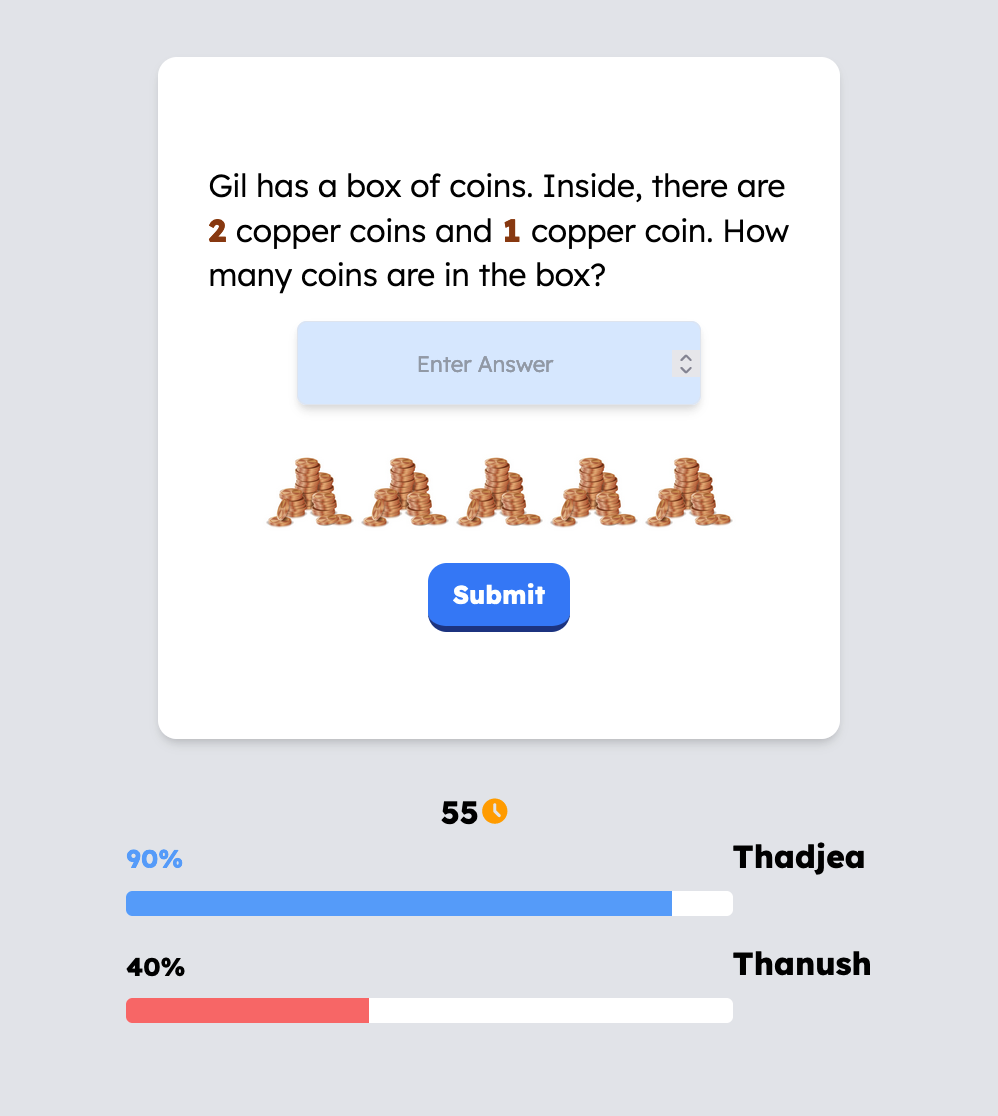 Gil has a box of coins. Inside, there are
2 copper coins and 1 copper coin. How
many coins are in the box?
Enter Answer
Submit
55
90% Thadjea
40% Thanush